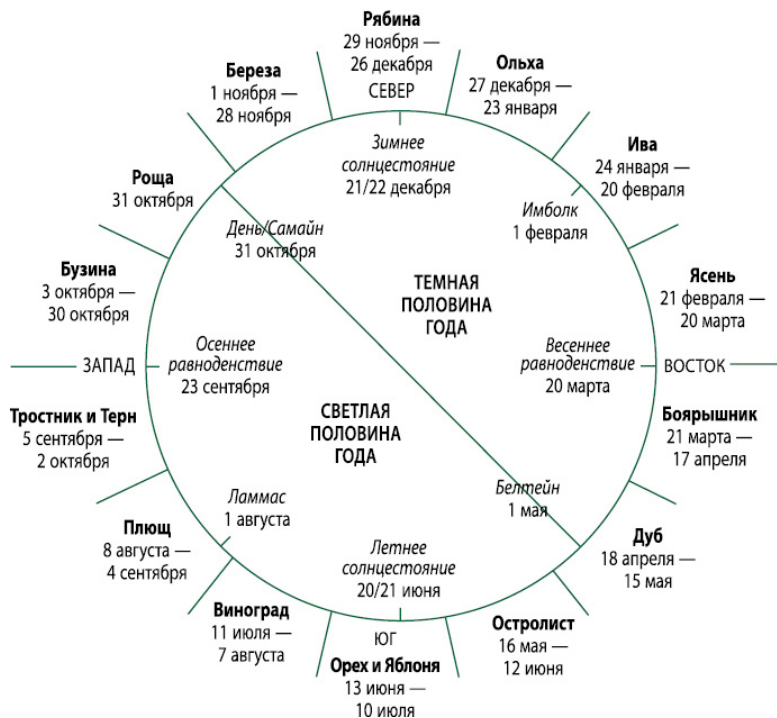 Рябина
29 ноября —
26 декабря
СЕВЕР
Ольха
27 декабря —
23 января
Ива
24 января —
20 февраля
Ясень
21 февраля —
20 марта
ВОСТОК
Боярышник
21 марта —
17 апреля
Дуб
18 апреля —
15 мая
Остролист
16 мая —
12 июня
ЮГ
Орех и Яблоня
13 июня —
10 июля
Виноград
11 июля —
7 августа
Плющ
8 августа —
4 сентября
Тростник и Терн
5 сентября —
2 октября
ЗАПАД
Бузина
3 октября —
30 октября
Роща
31 октября
Береза
1 ноября —
28 ноября
Зимнее
солнцестояние
21/22 декабря
Имболк
1 февраля
Весеннее
равноденствие
20 марта
Белтейн
1 мая
Летнее
солнцестояние
20/21 июня
Ламмас
1 августа
Осеннее
равноденствие
23 сентября
День/Самайн
31 октября
ТЕМНАЯ
ПОЛОВИНА
ГОДА
СВЕТЛАЯ
ПОЛОВИНА
ГОДА